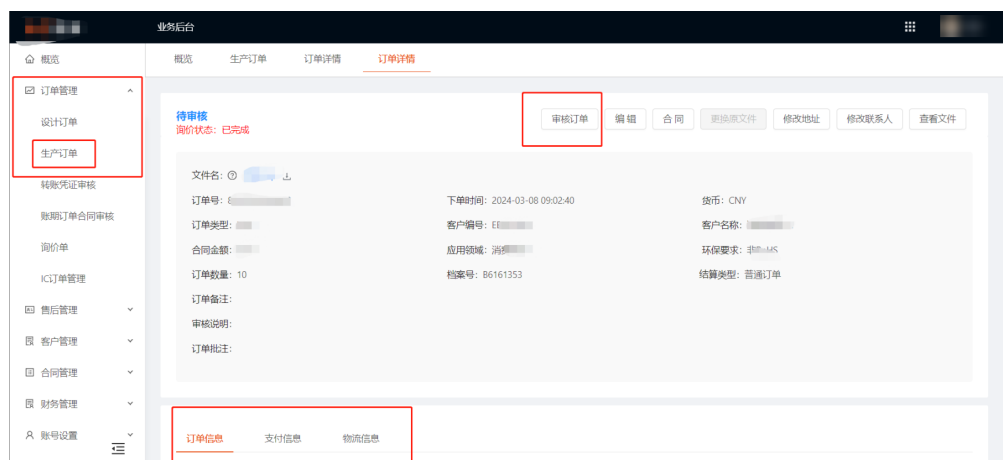 业务后台
概览
订单管理
设计订单
生产订单
转账凭证审核
账期订单合同审核
询价单
IC订单管理
售后管理
客户管理
合同管理
财务管理
账号设置
概览 生产订单 订单详情 订单详情
待审核
询价状态：已完成
审核订单 编辑 合同 更换原文件 修改地址 修改联系人 查看文件
文件名：
订单号： 下单时间：2024-03-08 09:02:40 货币：CNY
订单类型： 客户编号： 客户名称：
合同金额： 应用领域： 环保要求：
订单数量：10 档案号：B6161353 结算类型：普通订单
订单备注：
审核说明：
订单批注：
订单信息 支付信息 物流信息